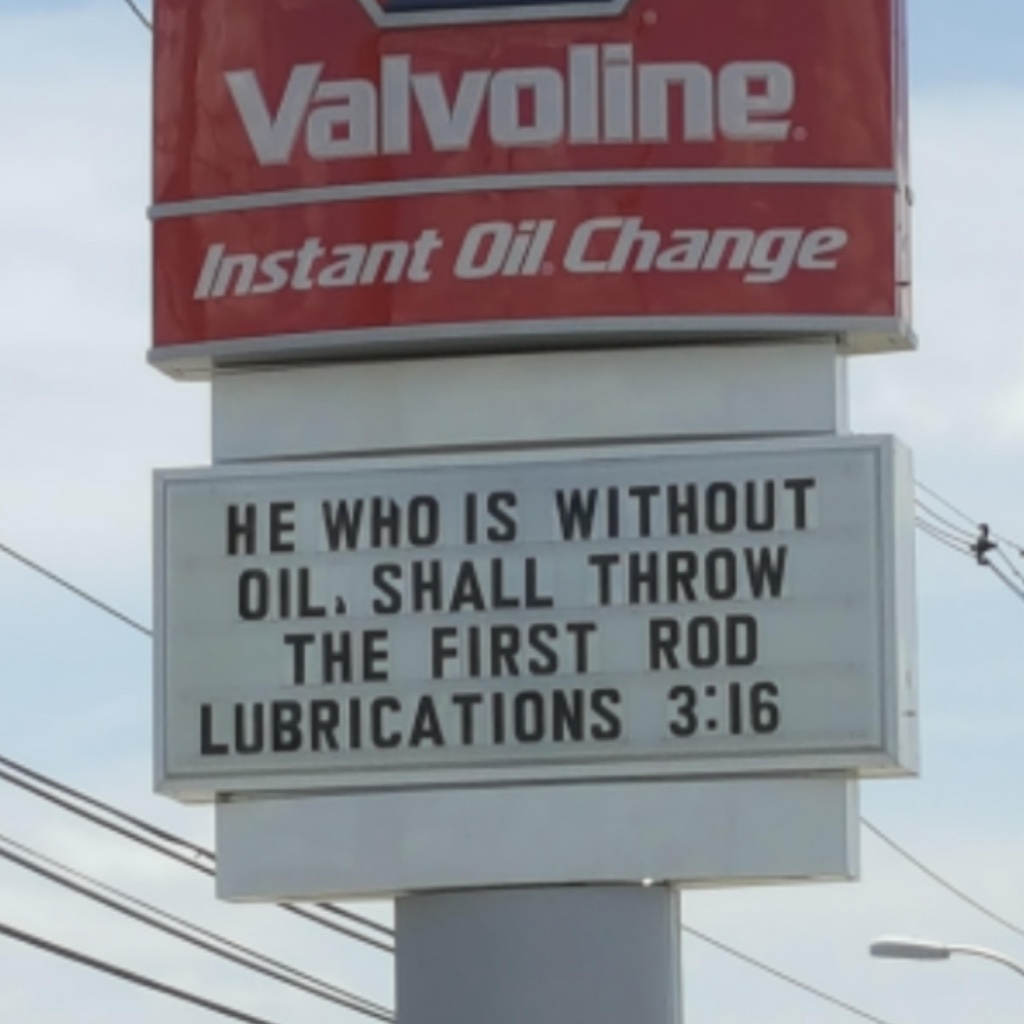 Valvoline
Instant Oil Change
HE WHO IS WITHOUT
OIL, SHALL THROW
THE FIRST ROD
LUBRICATIONS 3:16